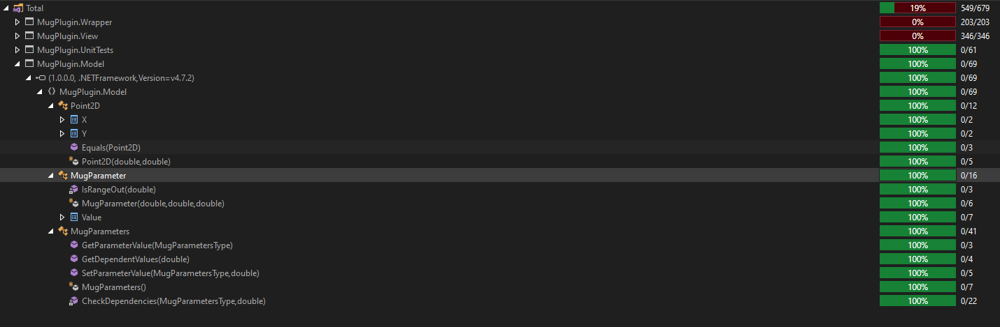 Total 19% 549/679
MugPlugin.Wrapper 0% 203/203
MugPlugin.View 0% 346/346
MugPlugin.UnitTests 100% 0/61
MugPlugin.Model 100% 0/69
(1.0.0.0, .NETFramework,Version=v4.7.2) 100% 0/69
MugPlugin.Model 100% 0/69
Point2D 100% 0/12
X 100% 0/2
Y 100% 0/2
Equals(Point2D) 100% 0/3
Point2D(double,double) 100% 0/5
MugParameter 100% 0/16
IsRangeOut(double) 100% 0/3
MugParameter(double,double,double) 100% 0/6
Value 100% 0/7
MugParameters 100% 0/41
GetParameterValue(MugParametersType) 100% 0/3
GetDependentValues(double) 100% 0/4
SetParameterValue(MugParametersType,double) 100% 0/5
MugParameters() 100% 0/7
CheckDependencies(MugParametersType,double) 100% 0/22